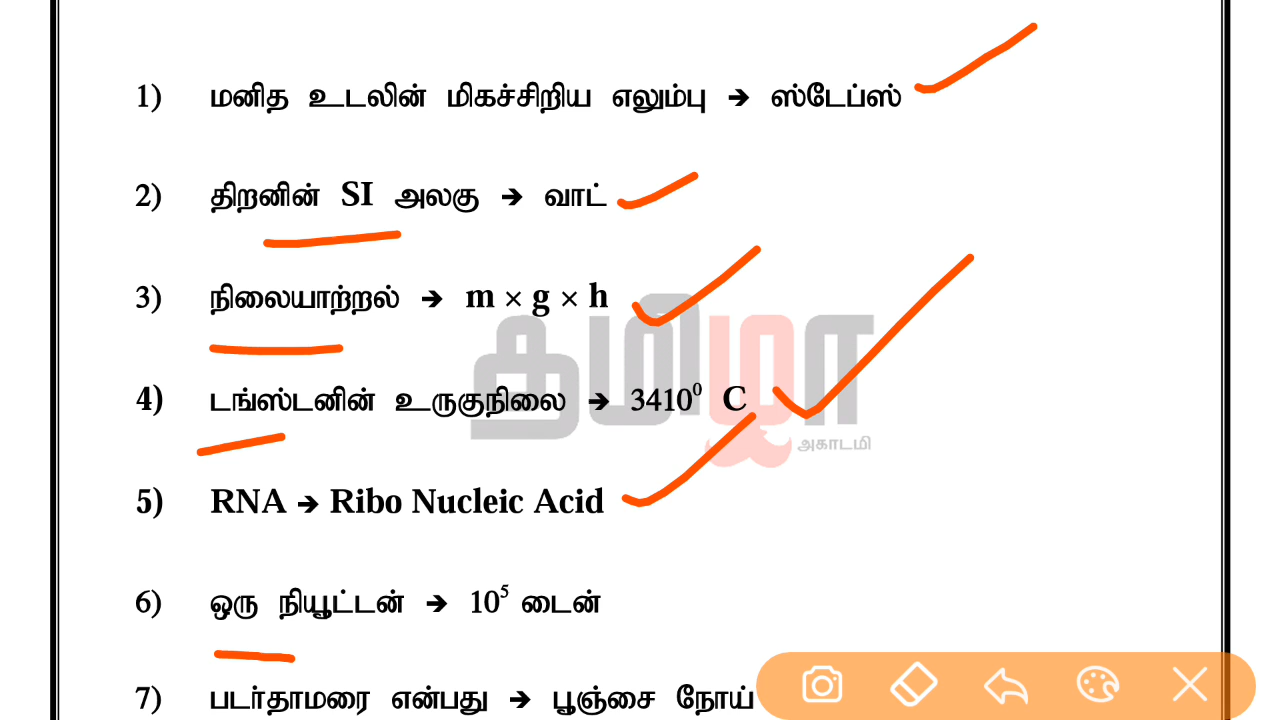 1) மனித உடலின் மிகச்சிறிய எலும்பு → ஸ்டேப்ஸ்
2) திறனின் SI அலகு → வாட்
3) நிலையாற்றல் → m × g × h
தமிழா
4) டங்ஸ்டனின் உருகுநிலை → 3410⁰ C
அகாடமி
5) RNA → Ribo Nucleic Acid
6) ஒரு நியூட்டன் → 10⁵ டைன்
7) படர்தாமரை என்பது → பூஞ்சை நோய்